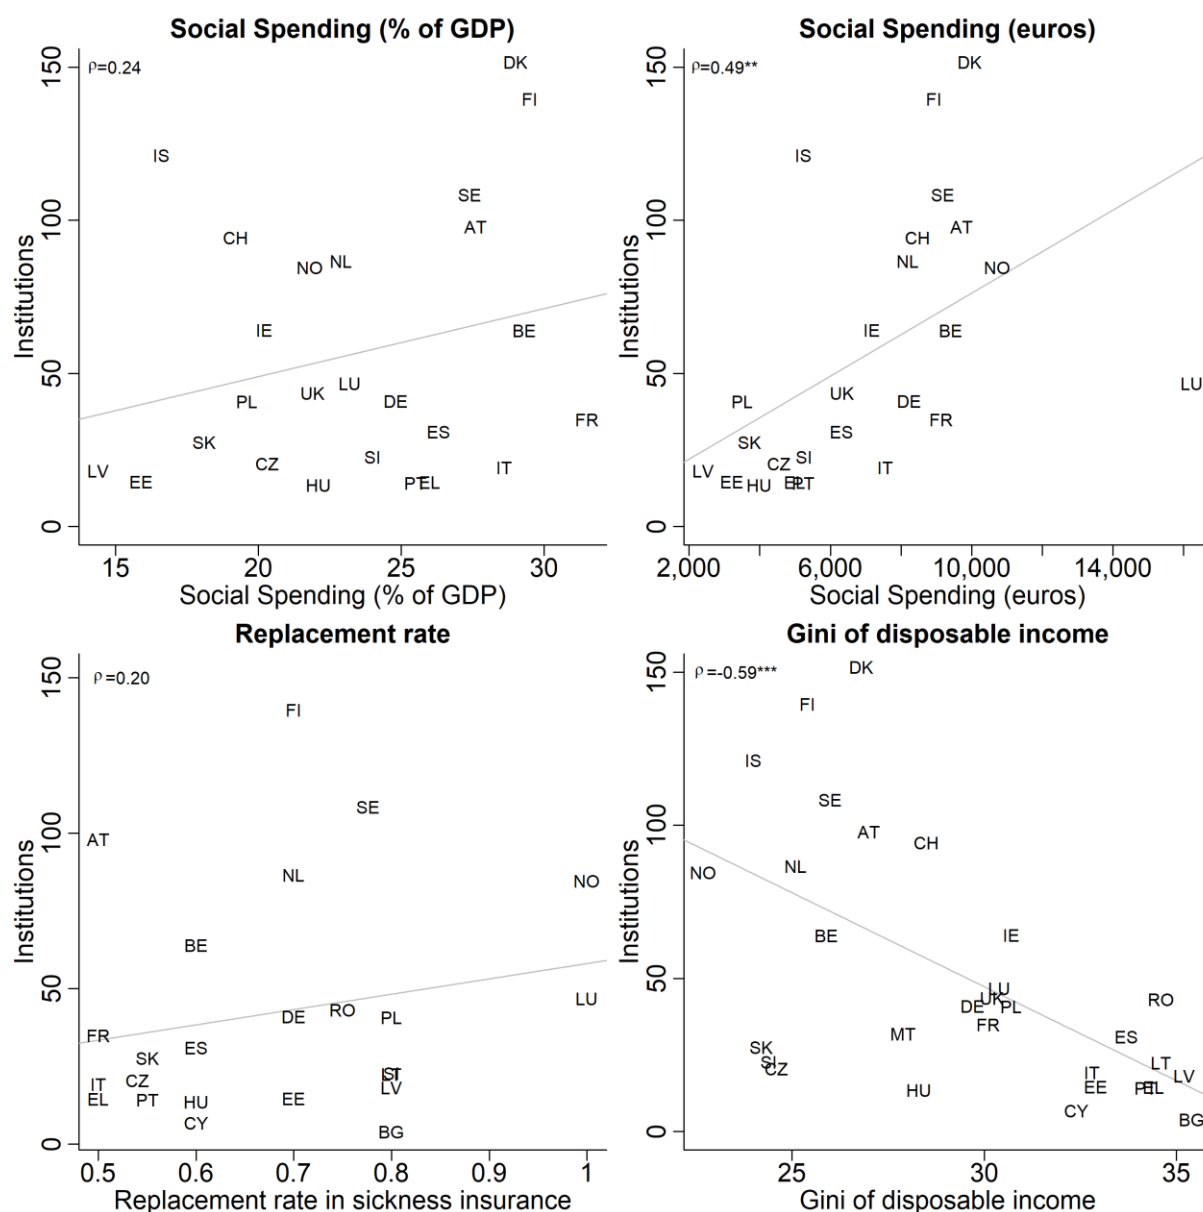 Social Spending (% of GDP)
ρ=0.24
Institutions
150
100
50
0
DK
FI
IS
SE
AT
CH
NL
NO
IE
BE
LU
UK
PL
DE
FR
ES
SK
SI
CZ
IT
LV
EE
HU
PT
EL
15 20 25 30
Social Spending (% of GDP)
Social Spending (euros)
ρ=0.49**
Institutions
150
100
50
0
DK
FI
IS
SE
AT
CH
NL
NO
IE
BE
LU
UK
PL
DE
FR
ES
SK
SI
CZ
IT
LV
EE
HU
EL
PT
2,000 6,000 10,000 14,000
Social Spending (euros)
Replacement rate
ρ=0.20
Institutions
150
100
50
0
FI
SE
AT
NL
NO
BE
LU
RO
DE
PL
FR
ES
SK
SI
LT
CZ
IT
LV
EL
PT
HU
EE
CY
BG
0.5 0.6 0.7 0.8 0.9 1
Replacement rate in sickness insurance
Gini of disposable income
ρ=-0.59***
Institutions
150
100
50
0
DK
FI
IS
SE
AT
CH
NL
NO
BE
IE
LU
UK
RO
DE
PL
FR
MT
ES
SK
SI
CZ
LT
IT
LV
EE
PT
EL
HU
CY
BG
25 30 35
Gini of disposable income